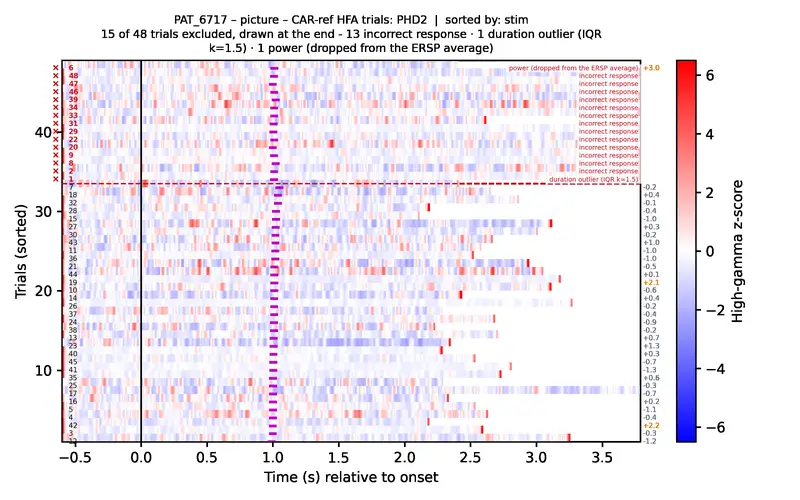 PAT_6717 – picture – CAR-ref HFA trials: PHD2 | sorted by: stim
15 of 48 trials excluded, drawn at the end - 13 incorrect response · 1 duration outlier (IQR
k=1.5) · 1 power (dropped from the ERSP average)
× 6 power (dropped from the ERSP average) +3.0
× 48 incorrect response
× 47 incorrect response
× 46 incorrect response
× 39 incorrect response
× 34 incorrect response
× 33 incorrect response
× 31 incorrect response
× 29 incorrect response
× 22 incorrect response
× 20 incorrect response
× 9 incorrect response
× 8 incorrect response
× 2 incorrect response
× 1 duration outlier (IQR k=1.5)
7 -0.2
18 +0.4
32 -0.1
28 -0.4
15 -1.0
27 -0.3
30 -0.2
43 +1.0
11 -1.0
36 -1.0
21 -0.5
44 +0.1
19 +2.1
10 -0.6
14 +0.4
26 -0.2
37 -0.4
24 -0.9
38 -0.2
13 +0.7
23 +1.3
40 +0.3
45 -0.7
41 -1.3
35 +0.6
25 -0.3
17 -0.7
16 +0.2
5 -1.1
4 -0.4
42 +2.2
3 -0.3
12 -1.2
40
30
20
10
Trials (sorted)
−0.5 0.0 0.5 1.0 1.5 2.0 2.5 3.0 3.5
Time (s) relative to onset
6
4
2
0
−2
−4
−6
High-gamma z-score